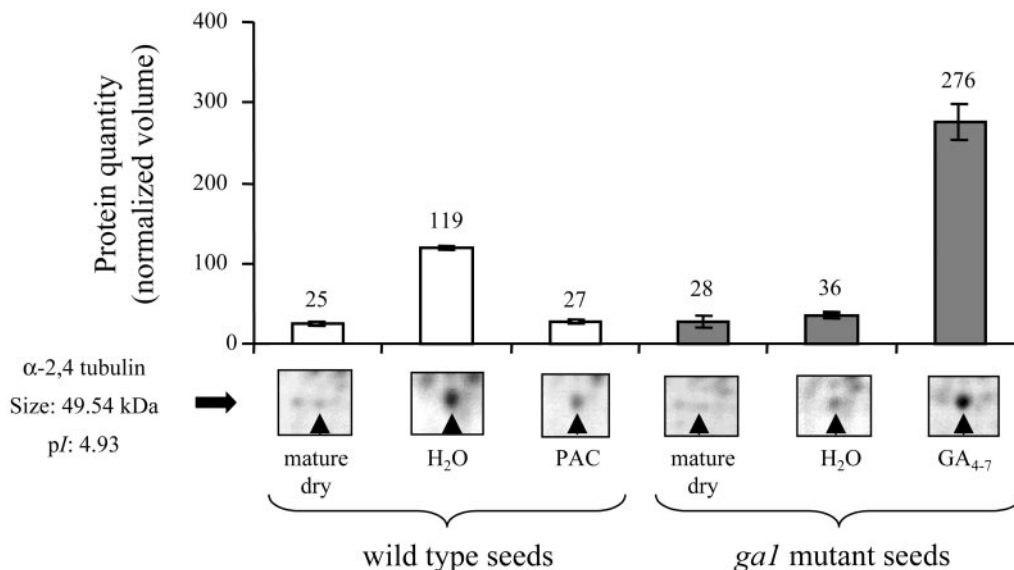 Protein quantity
(normalized volume)
400
300
200
100
0
25
119
27
28
36
276
α-2,4 tubulin
Size: 49.54 kDa
pI: 4.93
mature
dry
H₂O
PAC
mature
dry
H₂O
GA₄₋₇
wild type seeds
ga1 mutant seeds